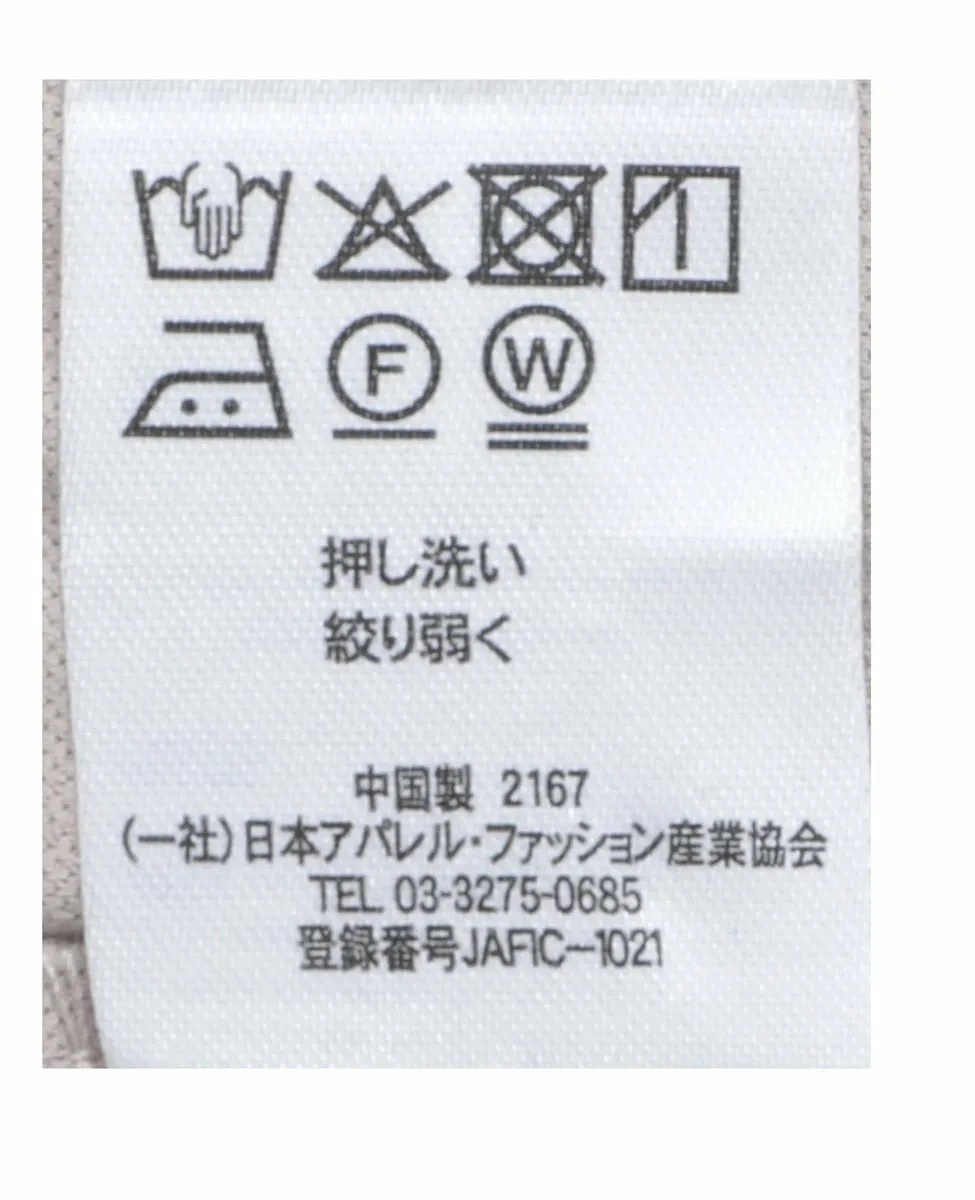 F W
押し洗い
絞り弱く
中国製 2167
(一社)日本アパレル・ファッション産業協会
TEL 03-3275-0685
登録番号JAFIC-1021